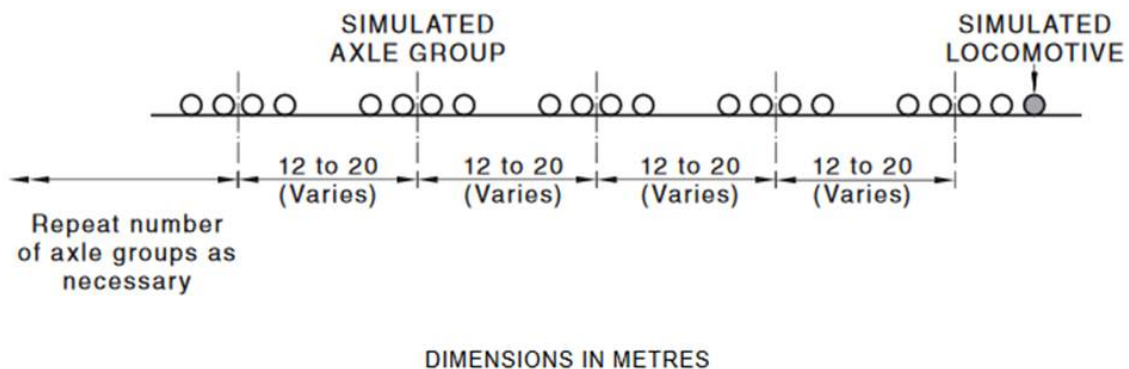 SIMULATED
AXLE GROUP
SIMULATED
LOCOMOTIVE
12 to 20
(Varies)
12 to 20
(Varies)
12 to 20
(Varies)
12 to 20
(Varies)
Repeat number
of axle groups as
necessary
DIMENSIONS IN METRES